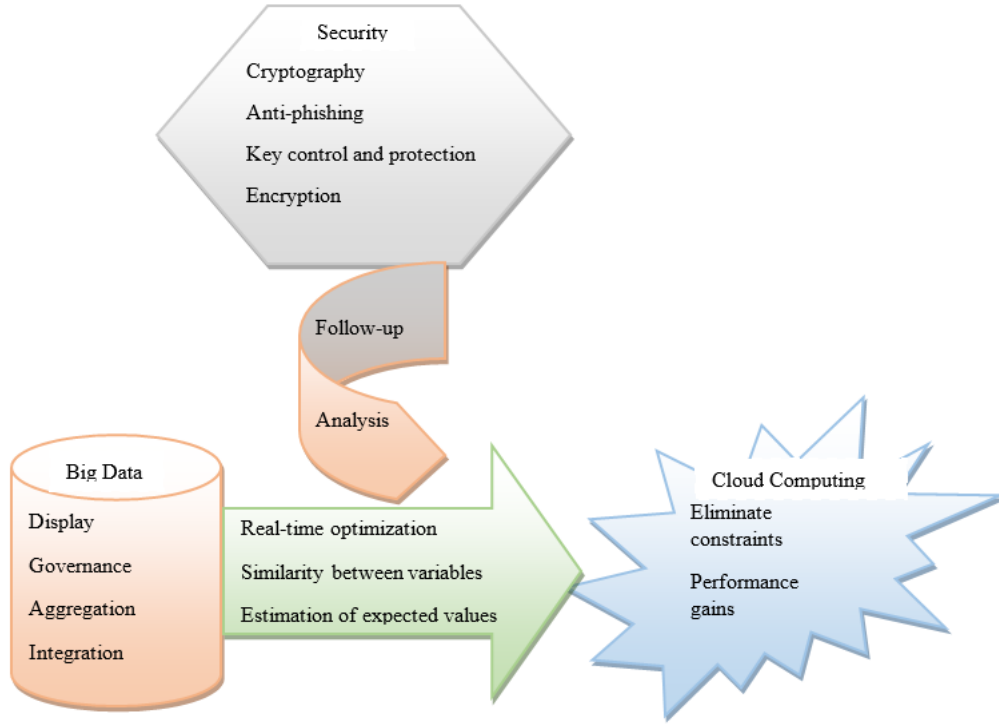 Security
Cryptography
Anti-phishing
Key control and protection
Encryption
Follow-up
Analysis
Big Data
Display
Governance
Aggregation
Integration
Real-time optimization
Similarity between variables
Estimation of expected values
Cloud Computing
Eliminate
constraints
Performance
gains